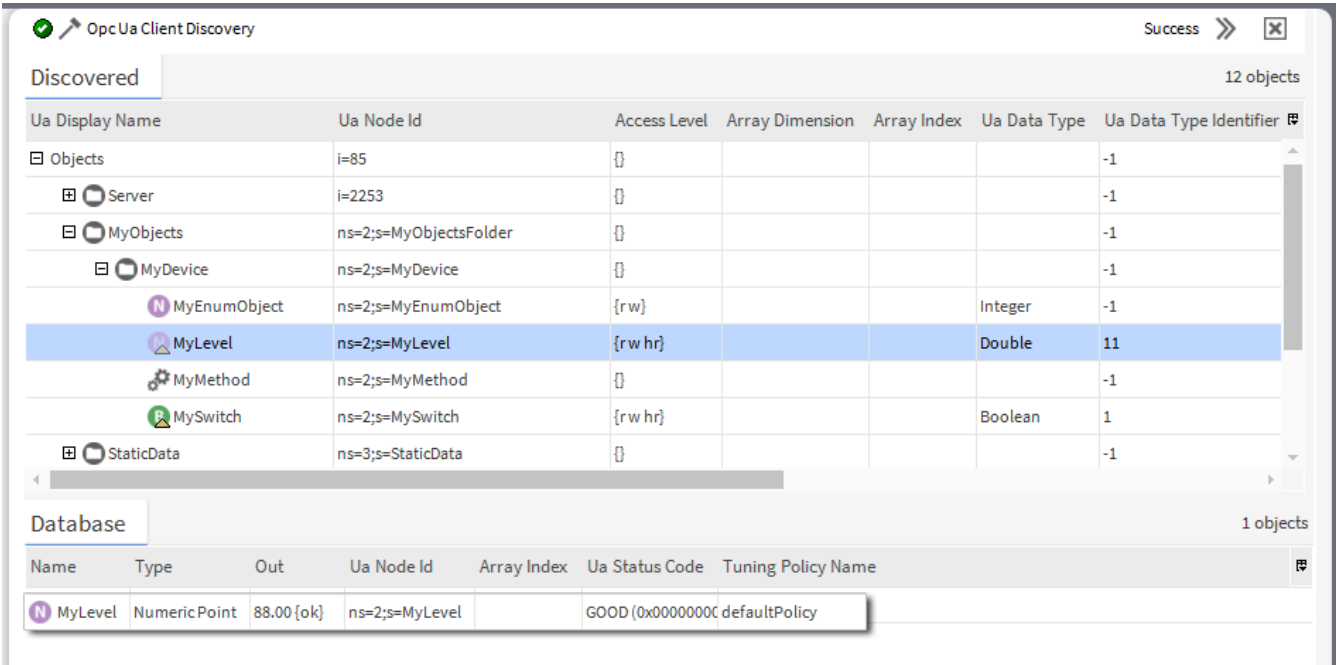 Opc Ua Client Discovery Success
Discovered 12 objects
Ua Display Name Ua Node Id Access Level Array Dimension Array Index Ua Data Type Ua Data Type Identifier
Objects i=85 {} -1
Server i=2253 {} -1
MyObjects ns=2;s=MyObjectsFolder {} -1
MyDevice ns=2;s=MyDevice {} -1
N MyEnumObject ns=2;s=MyEnumObject {r w} Integer -1
N MyLevel ns=2;s=MyLevel {r w hr} Double 11
MyMethod ns=2;s=MyMethod {} -1
B MySwitch ns=2;s=MySwitch {r w hr} Boolean 1
StaticData ns=3;s=StaticData {} -1
Database 1 objects
Name Type Out Ua Node Id Array Index Ua Status Code Tuning Policy Name
N MyLevel Numeric Point 88.00 {ok} ns=2;s=MyLevel GOOD (0x00000000 defaultPolicy